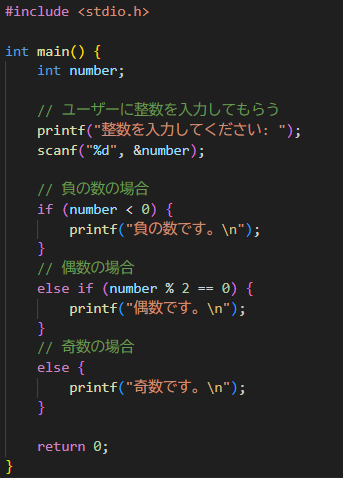 #include <stdio.h>
int main() {
int number;
// ユーザーに整数を入力してもらう
printf("整数を入力してください: ");
scanf("%d", &number);
// 負の数の場合
if (number < 0) {
printf("負の数です。\n");
}
// 偶数の場合
else if (number % 2 == 0) {
printf("偶数です。\n");
}
// 奇数の場合
else {
printf("奇数です。\n");
}
return 0;
}